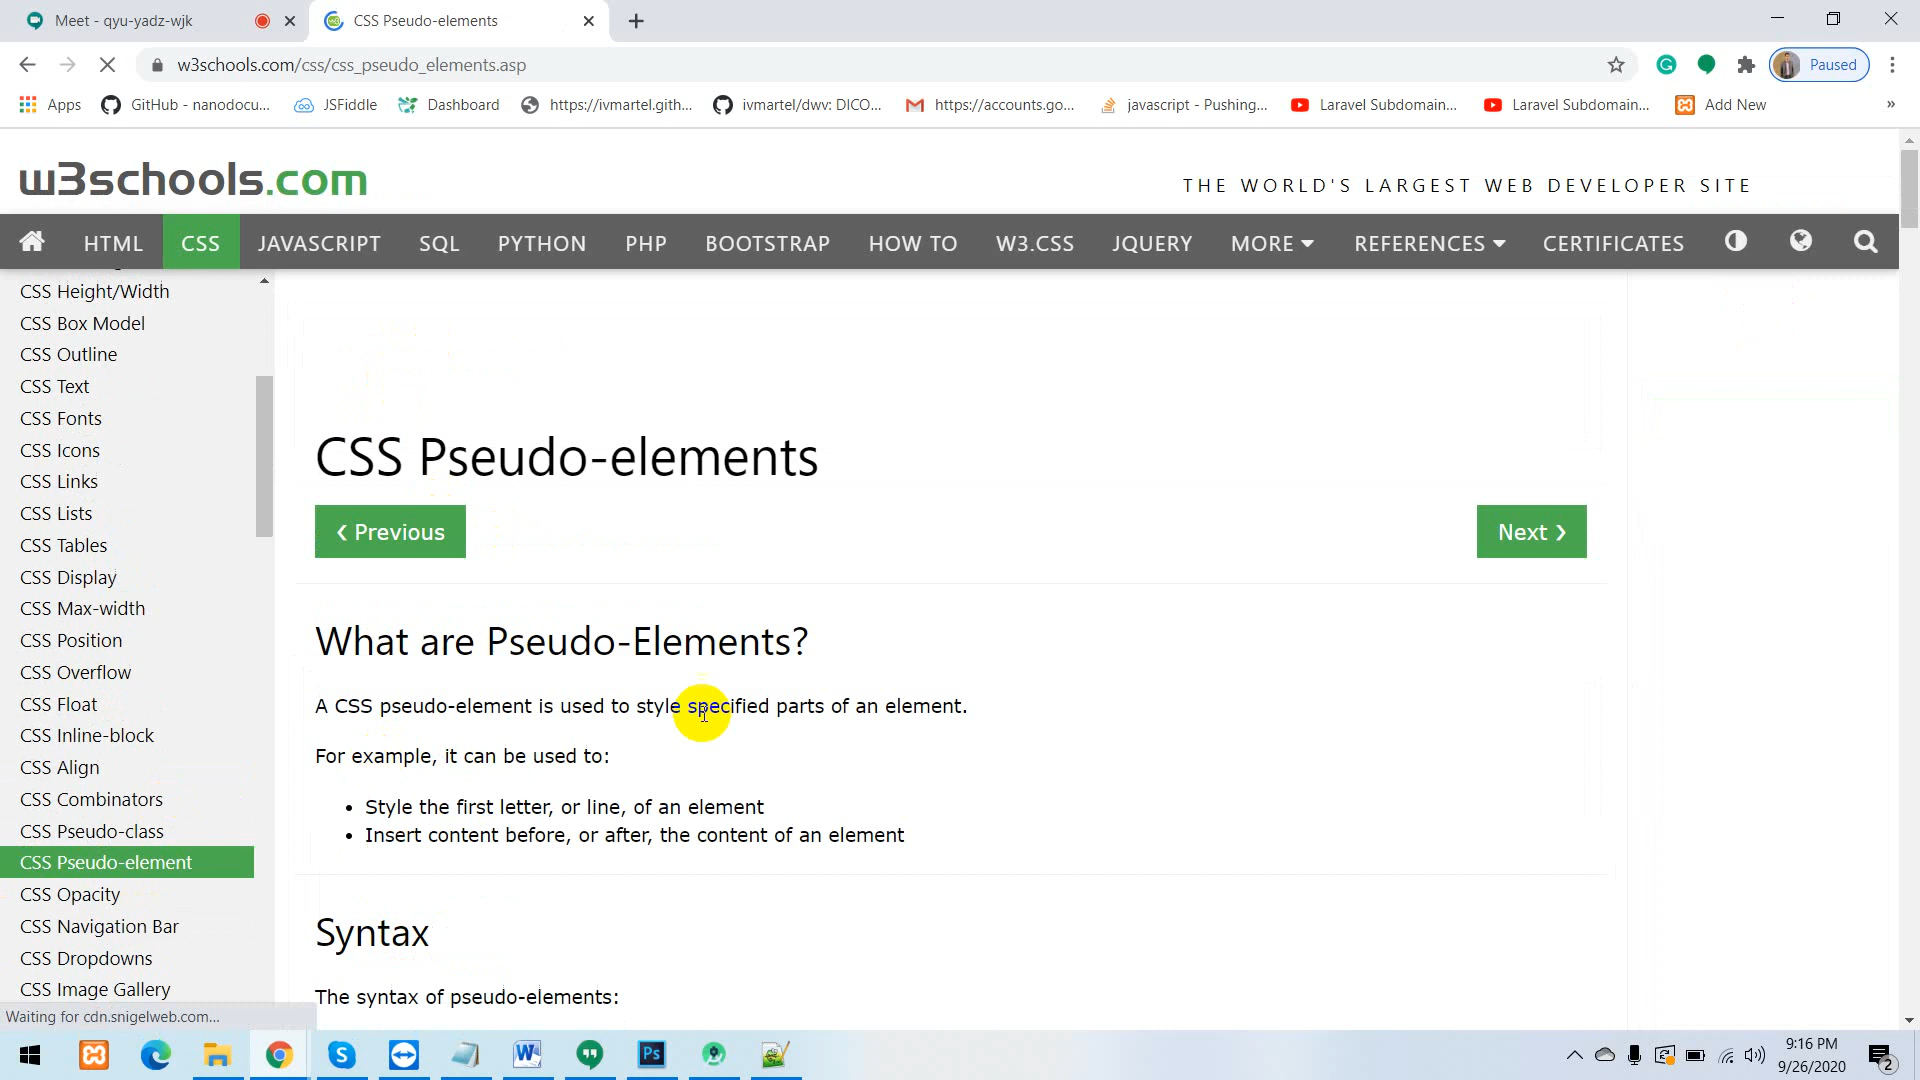 Meet - qyu-yadz-wjk
CSS Pseudo-elements
w3schools.com/css/css_pseudo_elements.asp
Paused
Apps
GitHub - nanodocu...
JSFiddle
Dashboard
https://ivmartel.gith...
ivmartel/dwv: DICO...
https://accounts.go...
javascript - Pushing...
Laravel Subdomain...
Laravel Subdomain...
Add New
»
w3schools.com
THE WORLD'S LARGEST WEB DEVELOPER SITE
HTML
CSS
JAVASCRIPT
SQL
PYTHON
PHP
BOOTSTRAP
HOW TO
W3.CSS
JQUERY
MORE
REFERENCES
CERTIFICATES
CSS Height/Width
CSS Box Model
CSS Outline
CSS Text
CSS Fonts
CSS Icons
CSS Links
CSS Lists
CSS Tables
CSS Display
CSS Max-width
CSS Position
CSS Overflow
CSS Float
CSS Inline-block
CSS Align
CSS Combinators
CSS Pseudo-class
CSS Pseudo-element
CSS Opacity
CSS Navigation Bar
CSS Dropdowns
CSS Image Gallery
CSS Pseudo-elements
❮ Previous
Next ❯
What are Pseudo-Elements?
A CSS pseudo-element is used to style specified parts of an element.
For example, it can be used to:
• Style the first letter, or line, of an element
• Insert content before, or after, the content of an element
Syntax
The syntax of pseudo-elements:
Waiting for cdn.snigelweb.com...
Ps
9:16 PM
9/26/2020
2